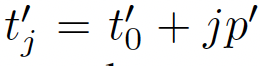 t′_j = t′_0 + jp′